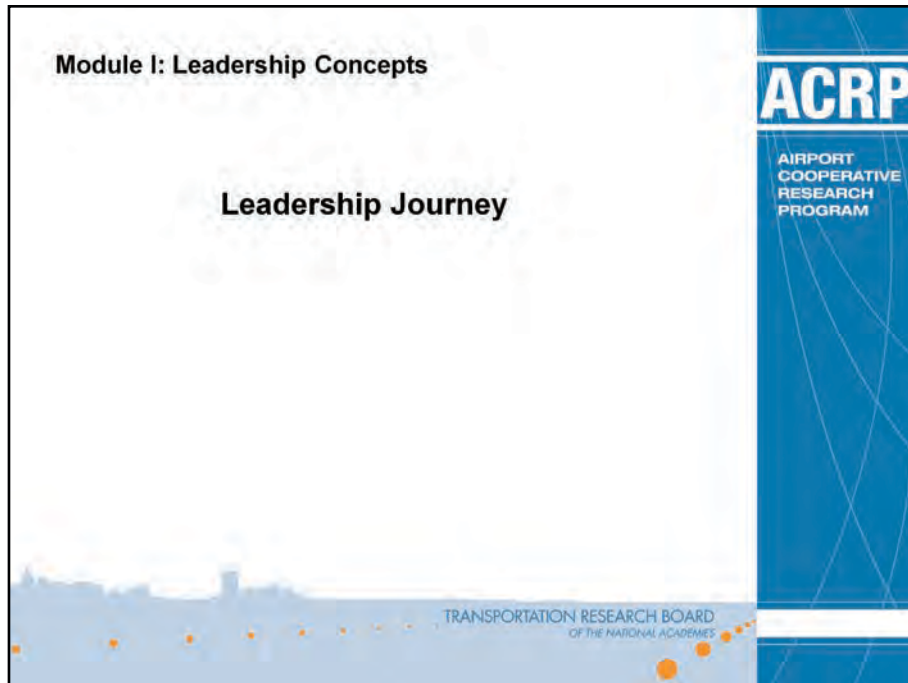 Module I: Leadership Concepts
Leadership Journey
ACRP
AIRPORT
COOPERATIVE
RESEARCH
PROGRAM
TRANSPORTATION RESEARCH BOARD
OF THE NATIONAL ACADEMIES